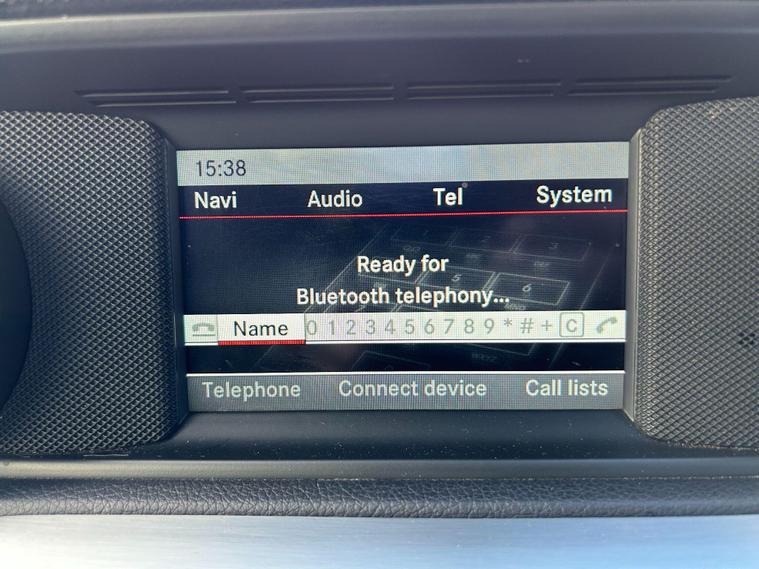 15:38
Navi Audio Tel System
Ready for
Bluetooth telephony...
Name 0 1 2 3 4 5 6 7 8 9 * # + C
Telephone Connect device Call lists